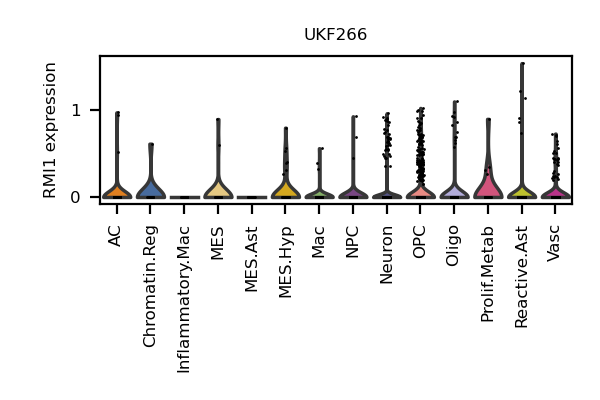 UKF266
RMI1 expression
1
0
AC
Chromatin.Reg
Inflammatory.Mac
MES
MES.Ast
MES.Hyp
Mac
NPC
Neuron
OPC
Oligo
Prolif.Metab
Reactive.Ast
Vasc